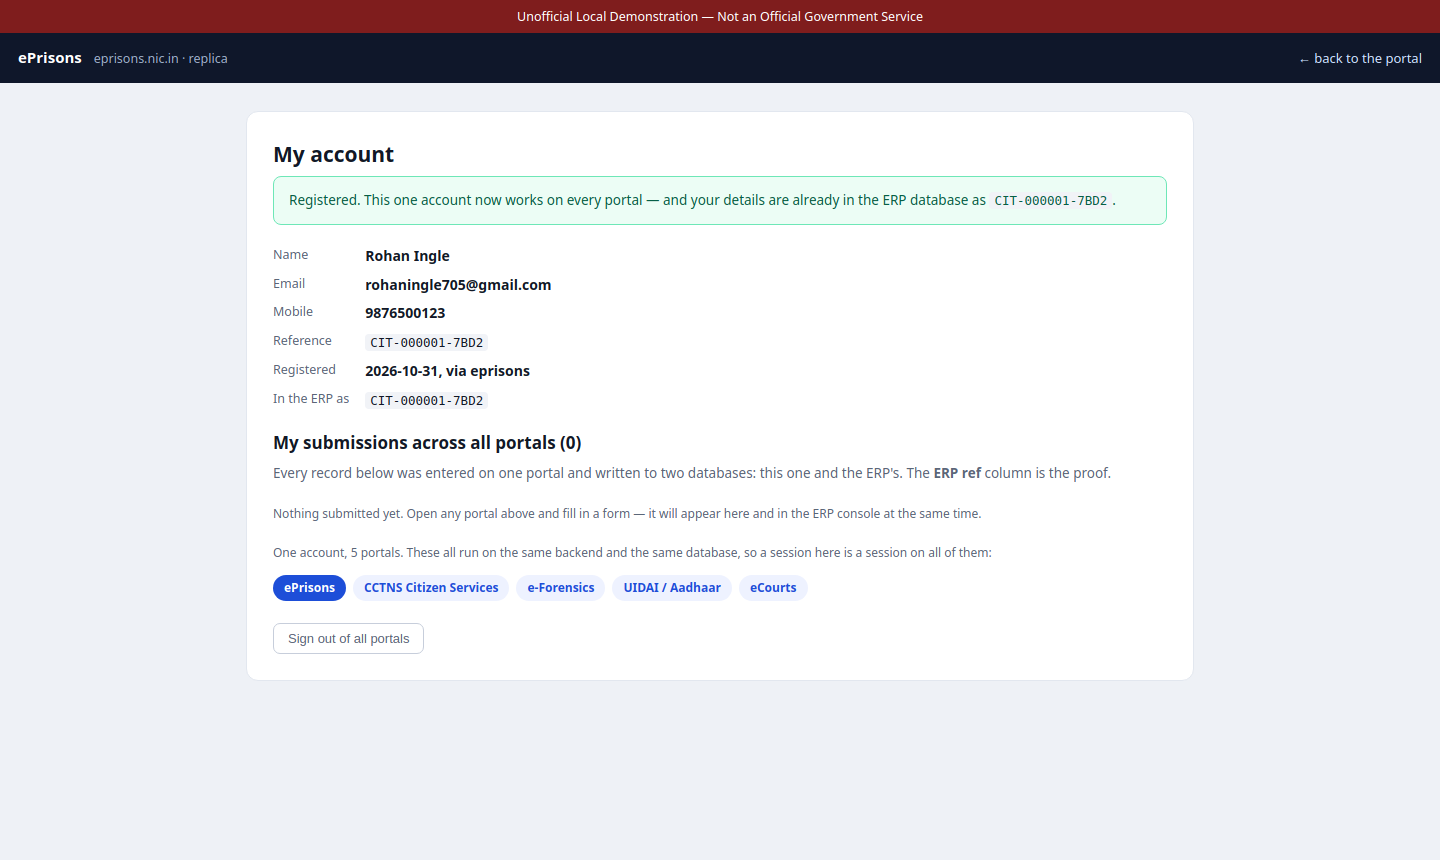 Unofficial Local Demonstration — Not an Official Government Service
ePrisons eprisons.nic.in · replica ← back to the portal
My account
Registered. This one account now works on every portal — and your details are already in the ERP database as CIT-000001-7BD2 .
Name Rohan Ingle
Email rohaningle705@gmail.com
Mobile 9876500123
Reference CIT-000001-7BD2
Registered 2026-10-31, via eprisons
In the ERP as CIT-000001-7BD2
My submissions across all portals (0)
Every record below was entered on one portal and written to two databases: this one and the ERP's. The ERP ref column is the proof.
Nothing submitted yet. Open any portal above and fill in a form — it will appear here and in the ERP console at the same time.
One account, 5 portals. These all run on the same backend and the same database, so a session here is a session on all of them:
ePrisons CCTNS Citizen Services e-Forensics UIDAI / Aadhaar eCourts
Sign out of all portals